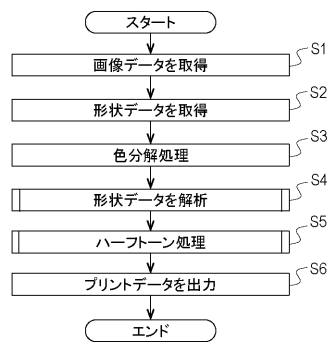 スタート
画像データを取得
S1
形状データを取得
S2
色分解処理
S3
形状データを解析
S4
ハーフトーン処理
S5
プリントデータを出力
S6
エンド